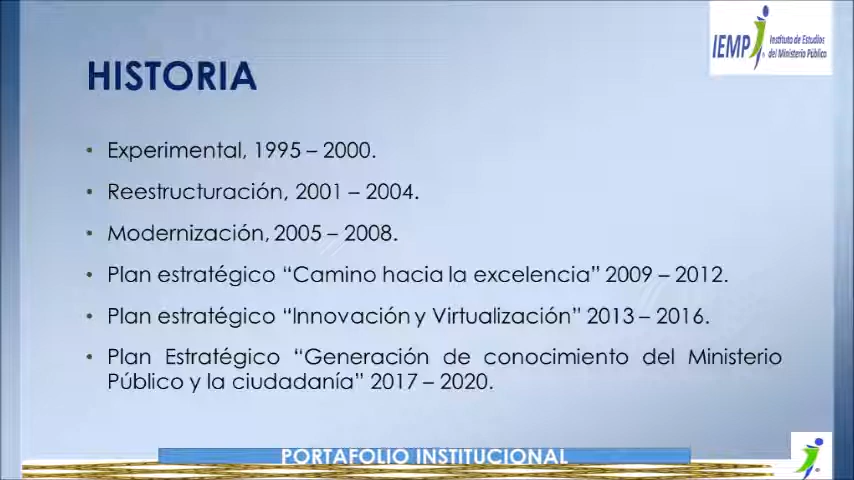 IEMP Instituto de Estudios
del Ministerio Público
HISTORIA
• Experimental, 1995 – 2000.
• Reestructuración, 2001 – 2004.
• Modernización, 2005 – 2008.
• Plan estratégico “Camino hacia la excelencia” 2009 – 2012.
• Plan estratégico “Innovación y Virtualización” 2013 – 2016.
• Plan Estratégico “Generación de conocimiento del Ministerio
Público y la ciudadanía” 2017 – 2020.
PORTAFOLIO INSTITUCIONAL